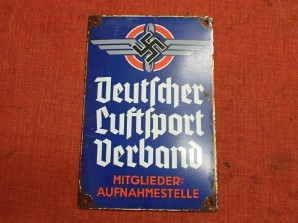 Deutscher
Luftsport
Verband
MITGLIEDER:
AUFNAHMESTELLE